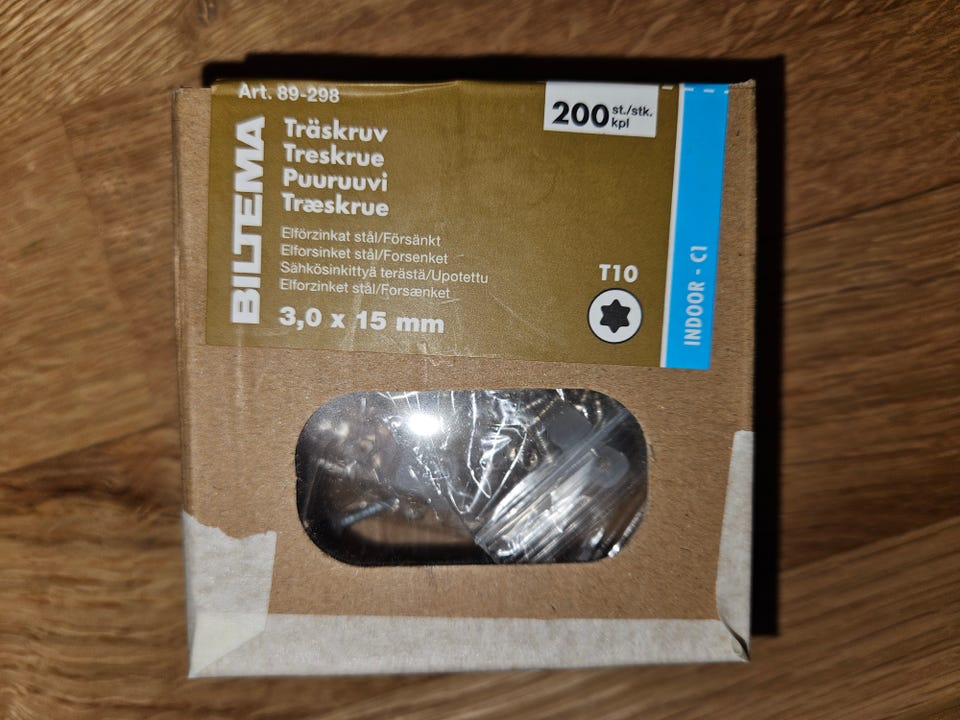 Art. 89-298
BILTEMA
Träskruv
Treskrue
Puuruuvi
Træskrue
Elförzinkat stål/Försänkt
Elforsinket stål/Forsenket
Sähkösinkittyä terästä/Upotettu
Elforzinket stål/Forsænket
3,0 x 15 mm
200 st./stk.
kpl
T10
INDOOR - C1